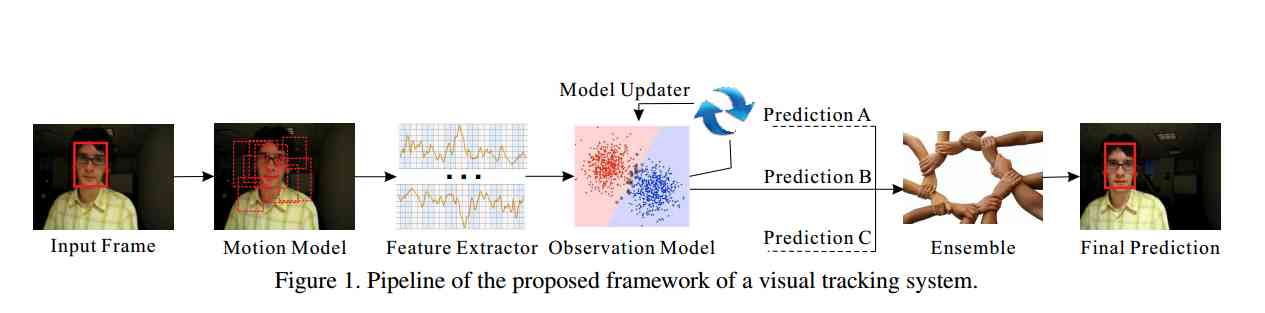 Model Updater
Prediction A
Prediction B
Prediction C
Input Frame
Motion Model
Feature Extractor
Observation Model
Ensemble
Final Prediction
Figure 1. Pipeline of the proposed framework of a visual tracking system.